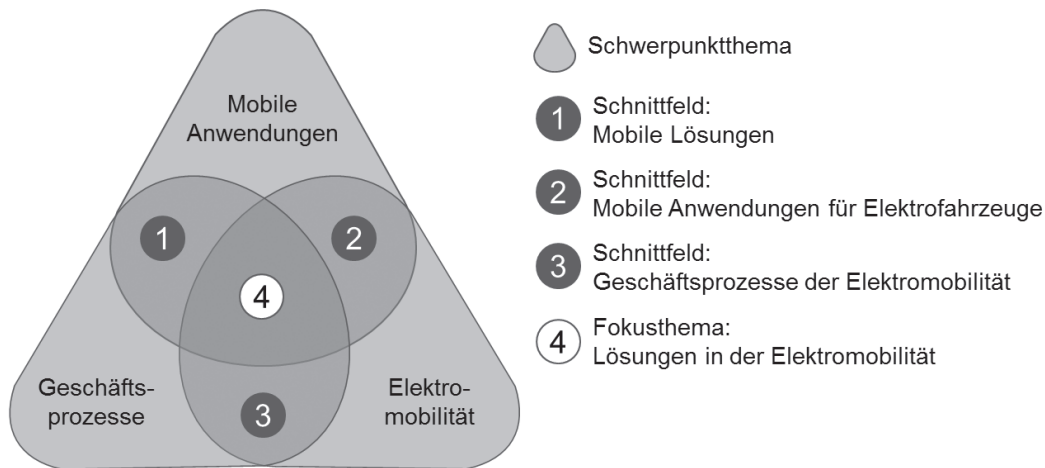 Mobile
Anwendungen
1
2
4
Geschäfts-
prozesse
Elektro-
mobilität
3
Schwerpunktthema
1
Schnittfeld:
Mobile Lösungen
2
Schnittfeld:
Mobile Anwendungen für Elektrofahrzeuge
3
Schnittfeld:
Geschäftsprozesse der Elektromobilität
4
Fokusthema:
Lösungen in der Elektromobilität